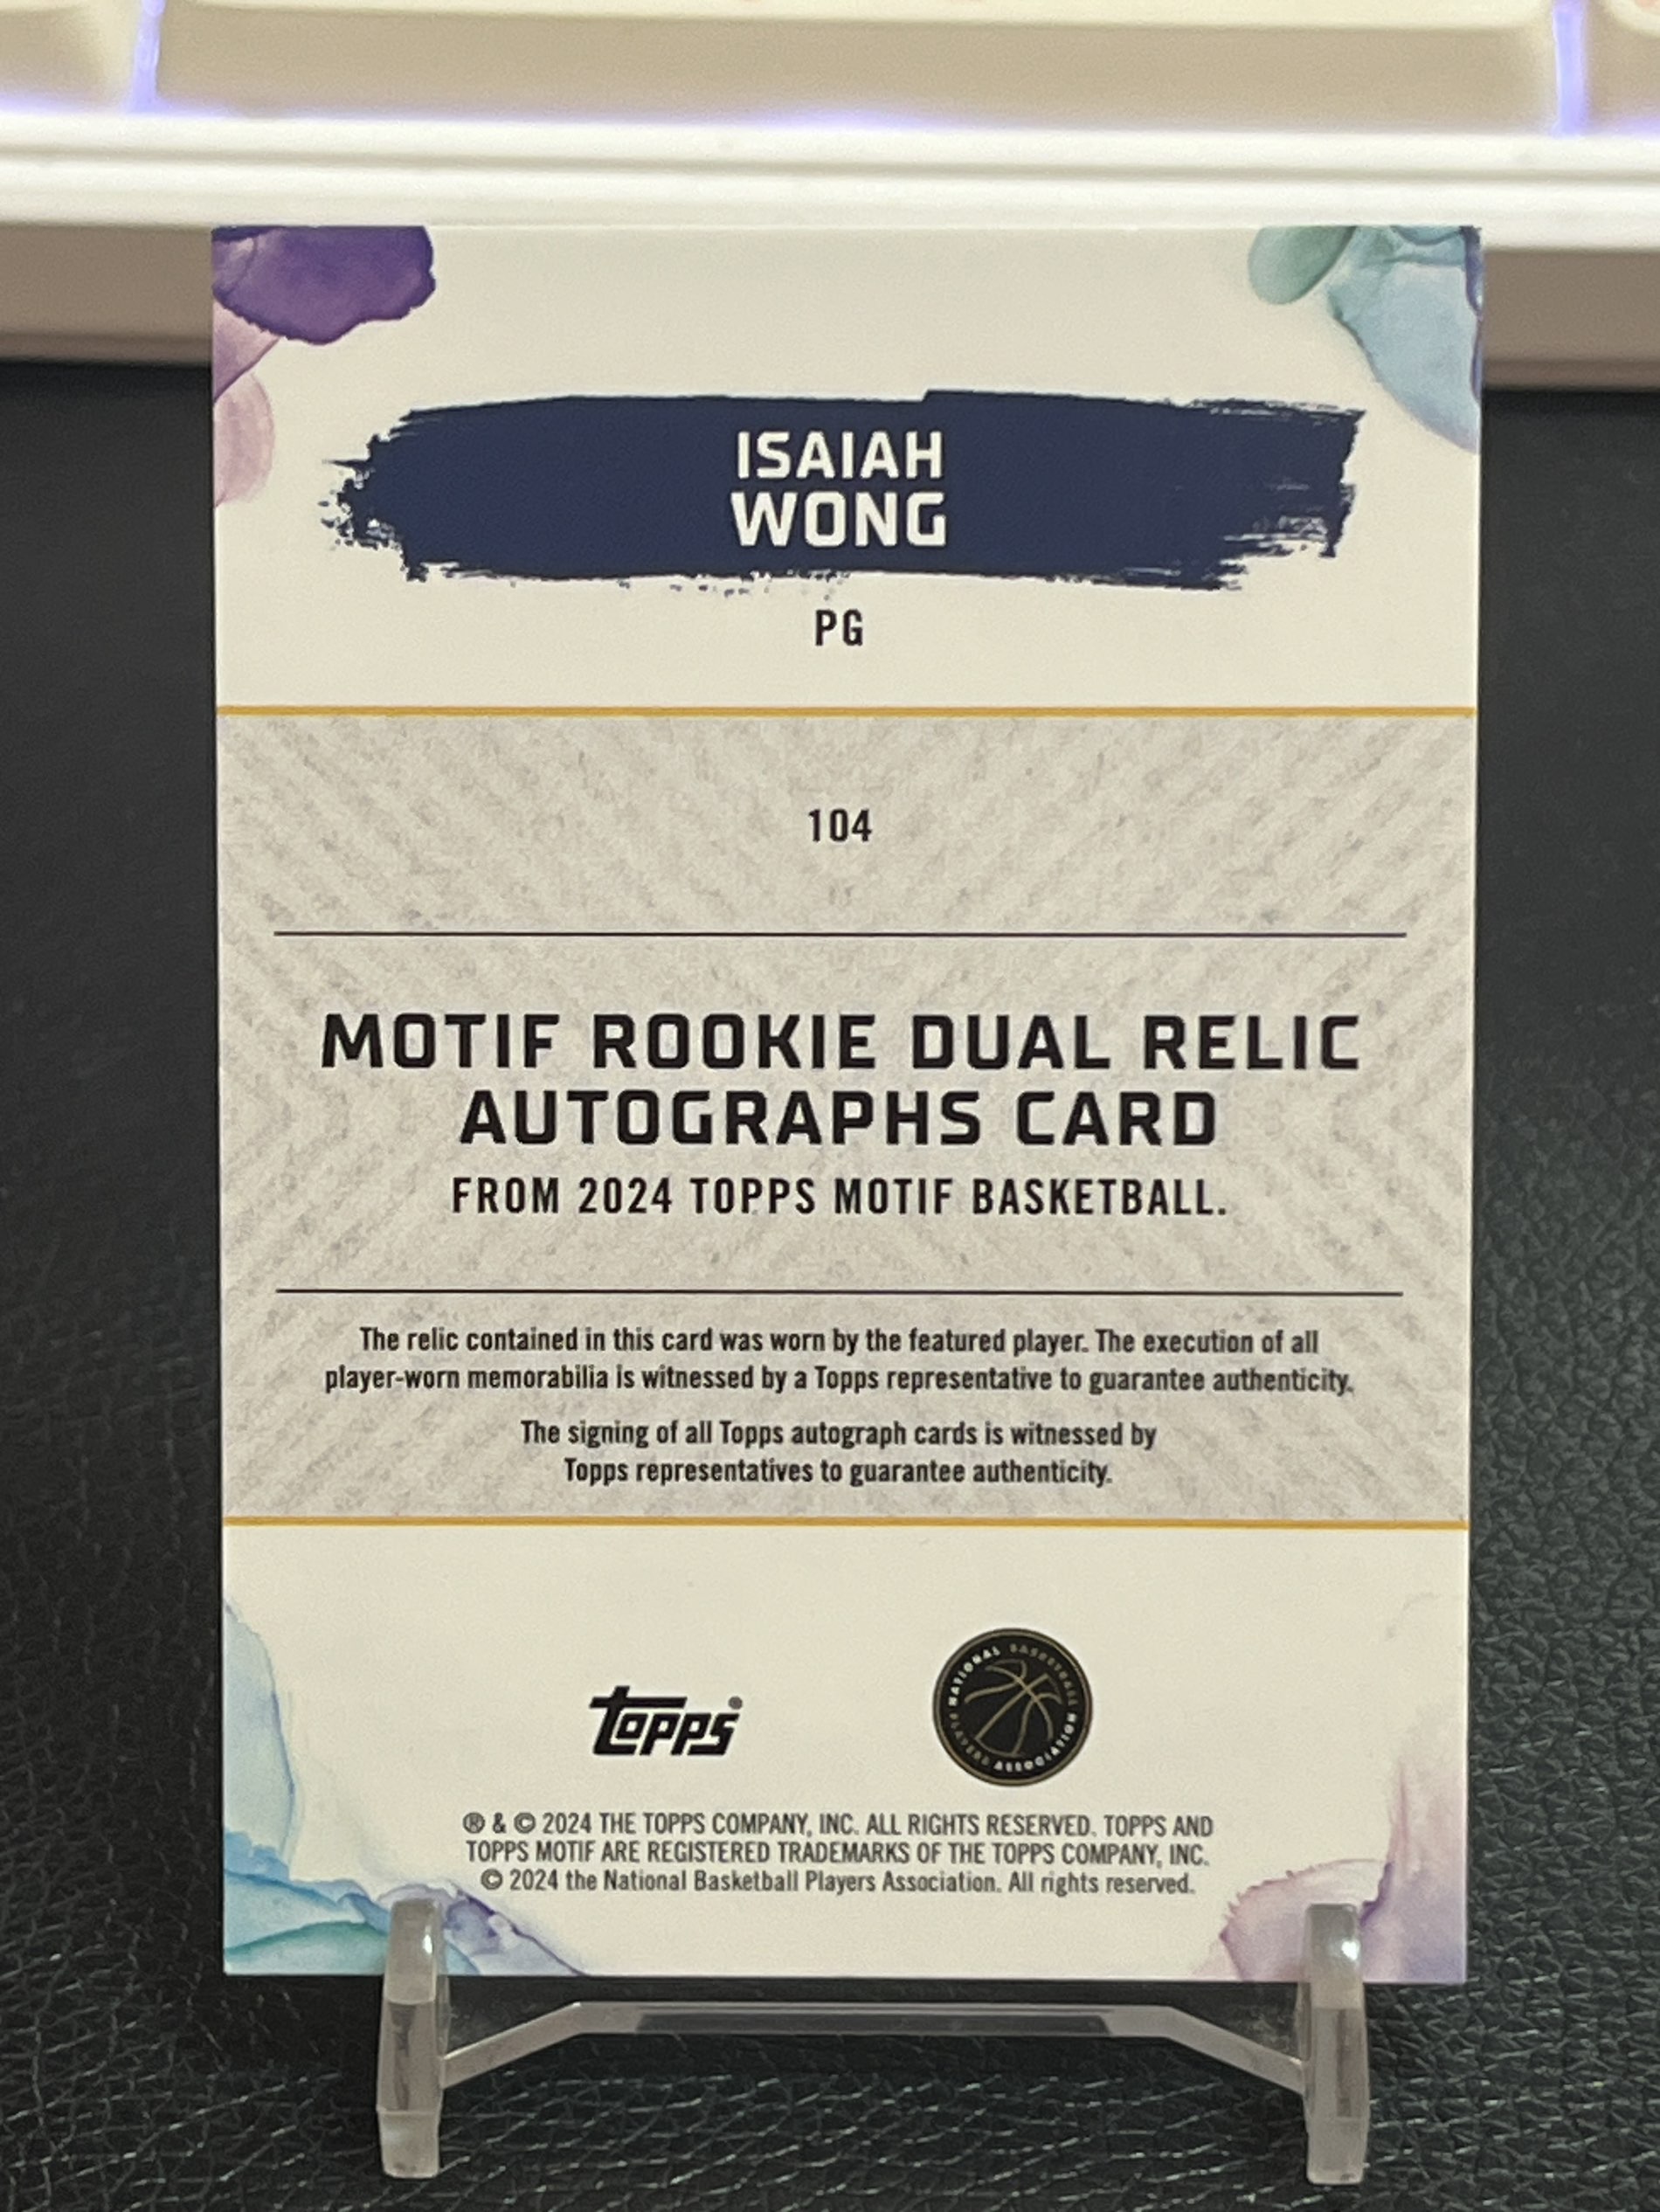 ISAIAH
WONG
PG
104
MOTIF ROOKIE DUAL RELIC
AUTOGRAPHS CARD
FROM 2024 TOPPS MOTIF BASKETBALL.
The relic contained in this card was worn by the featured player. The execution of all
player-worn memorabilia is witnessed by a Topps representative to guarantee authenticity.
The signing of all Topps autograph cards is witnessed by
Topps representatives to guarantee authenticity.
topps®
NATIONAL BASKETBALL
PLAYERS ASSOCIATION
® & © 2024 THE TOPPS COMPANY, INC. ALL RIGHTS RESERVED. TOPPS AND
TOPPS MOTIF ARE REGISTERED TRADEMARKS OF THE TOPPS COMPANY, INC.
© 2024 the National Basketball Players Association. All rights reserved.